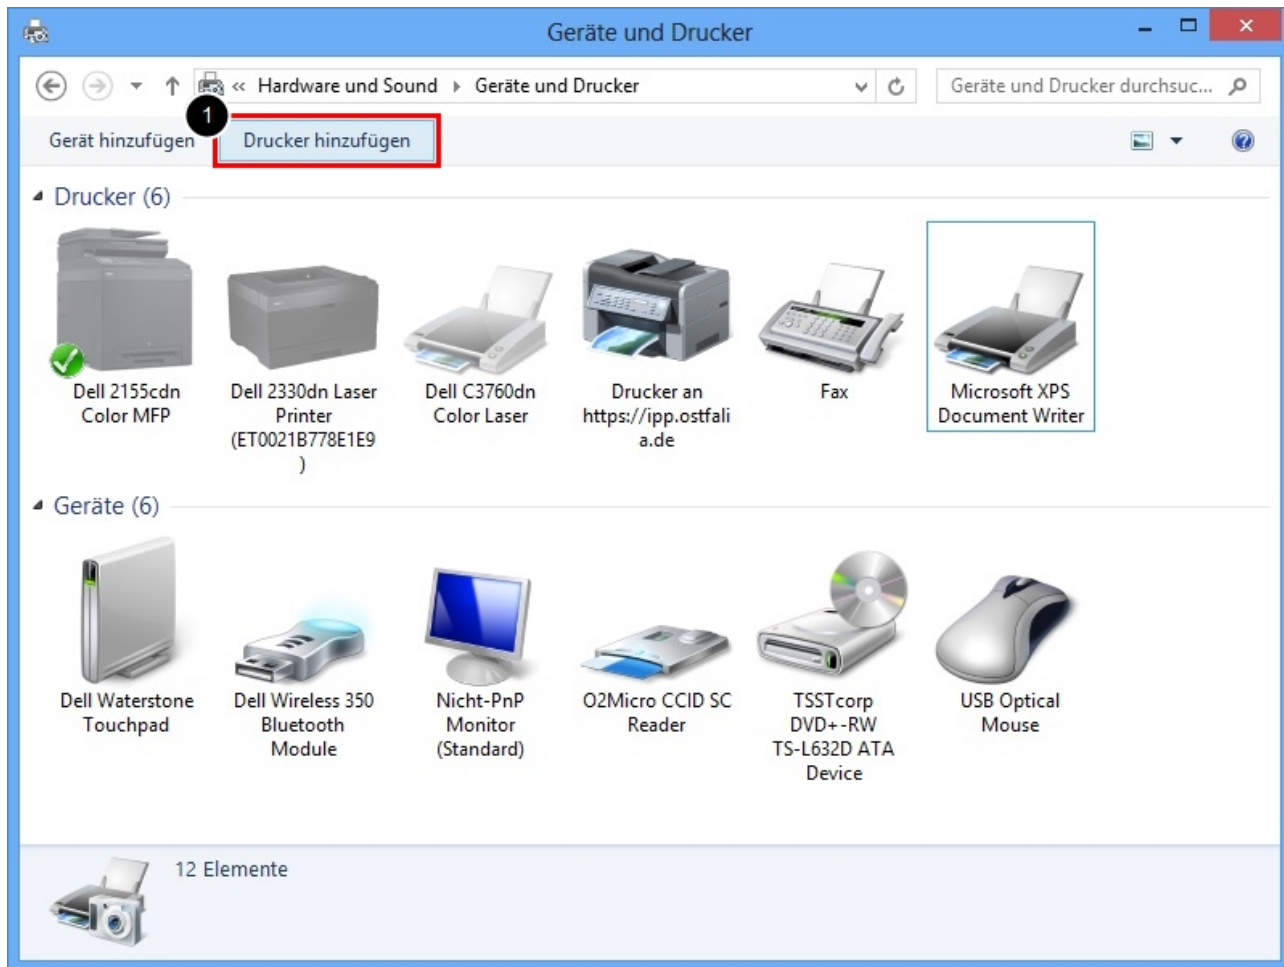 Geräte und Drucker
« Hardware und Sound Geräte und Drucker
Geräte und Drucker durchsuc...
1
Gerät hinzufügen Drucker hinzufügen
Drucker (6)
Dell 2155cdn
Color MFP
Dell 2330dn Laser
Printer
(ET0021B778E1E9
)
Dell C3760dn
Color Laser
Drucker an
https://ipp.ostfali
a.de
Fax
Microsoft XPS
Document Writer
Geräte (6)
Dell Waterstone
Touchpad
Dell Wireless 350
Bluetooth
Module
Nicht-PnP
Monitor
(Standard)
O2Micro CCID SC
Reader
TSSTcorp
DVD+-RW
TS-L632D ATA
Device
USB Optical
Mouse
12 Elemente